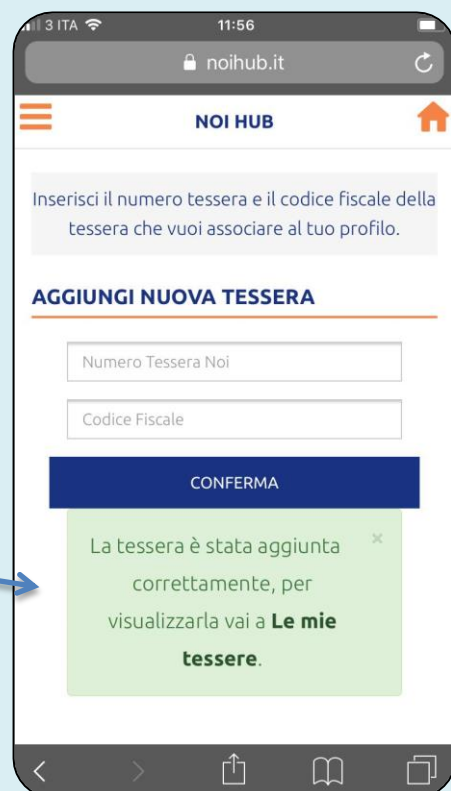 3 ITA 11:56
noihub.it
NOI HUB
Inserisci il numero tessera e il codice fiscale della
tessera che vuoi associare al tuo profilo.
AGGIUNGI NUOVA TESSERA
Numero Tessera Noi
Codice Fiscale
CONFERMA
La tessera è stata aggiunta ×
correttamente, per
visualizzarla vai a Le mie
tessere.